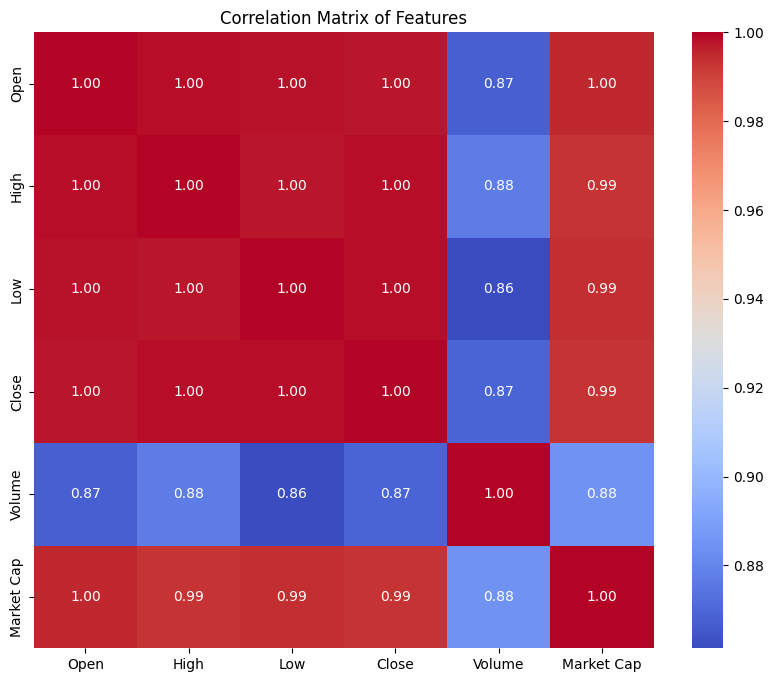 Correlation Matrix of Features
Open 1.00 1.00 1.00 1.00 0.87 1.00
High 1.00 1.00 1.00 1.00 0.88 0.99
Low 1.00 1.00 1.00 1.00 0.86 0.99
Close 1.00 1.00 1.00 1.00 0.87 0.99
Volume 0.87 0.88 0.86 0.87 1.00 0.88
Market Cap 1.00 0.99 0.99 0.99 0.88 1.00
Open High Low Close Volume Market Cap
1.00
0.98
0.96
0.94
0.92
0.90
0.88